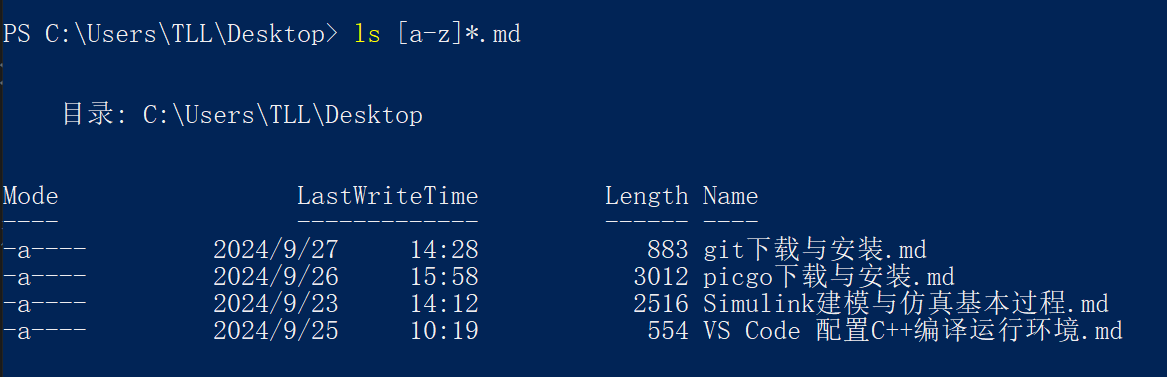 PS C:\Users\TLL\Desktop> ls [a-z]*.md
目录: C:\Users\TLL\Desktop
Mode LastWriteTime Length Name
---- ------------- ------ ----
-a---- 2024/9/27 14:28 883 git下载与安装.md
-a---- 2024/9/26 15:58 3012 picgo下载与安装.md
-a---- 2024/9/23 14:12 2516 Simulink建模与仿真基本过程.md
-a---- 2024/9/25 10:19 554 VS Code 配置C++编译运行环境.md